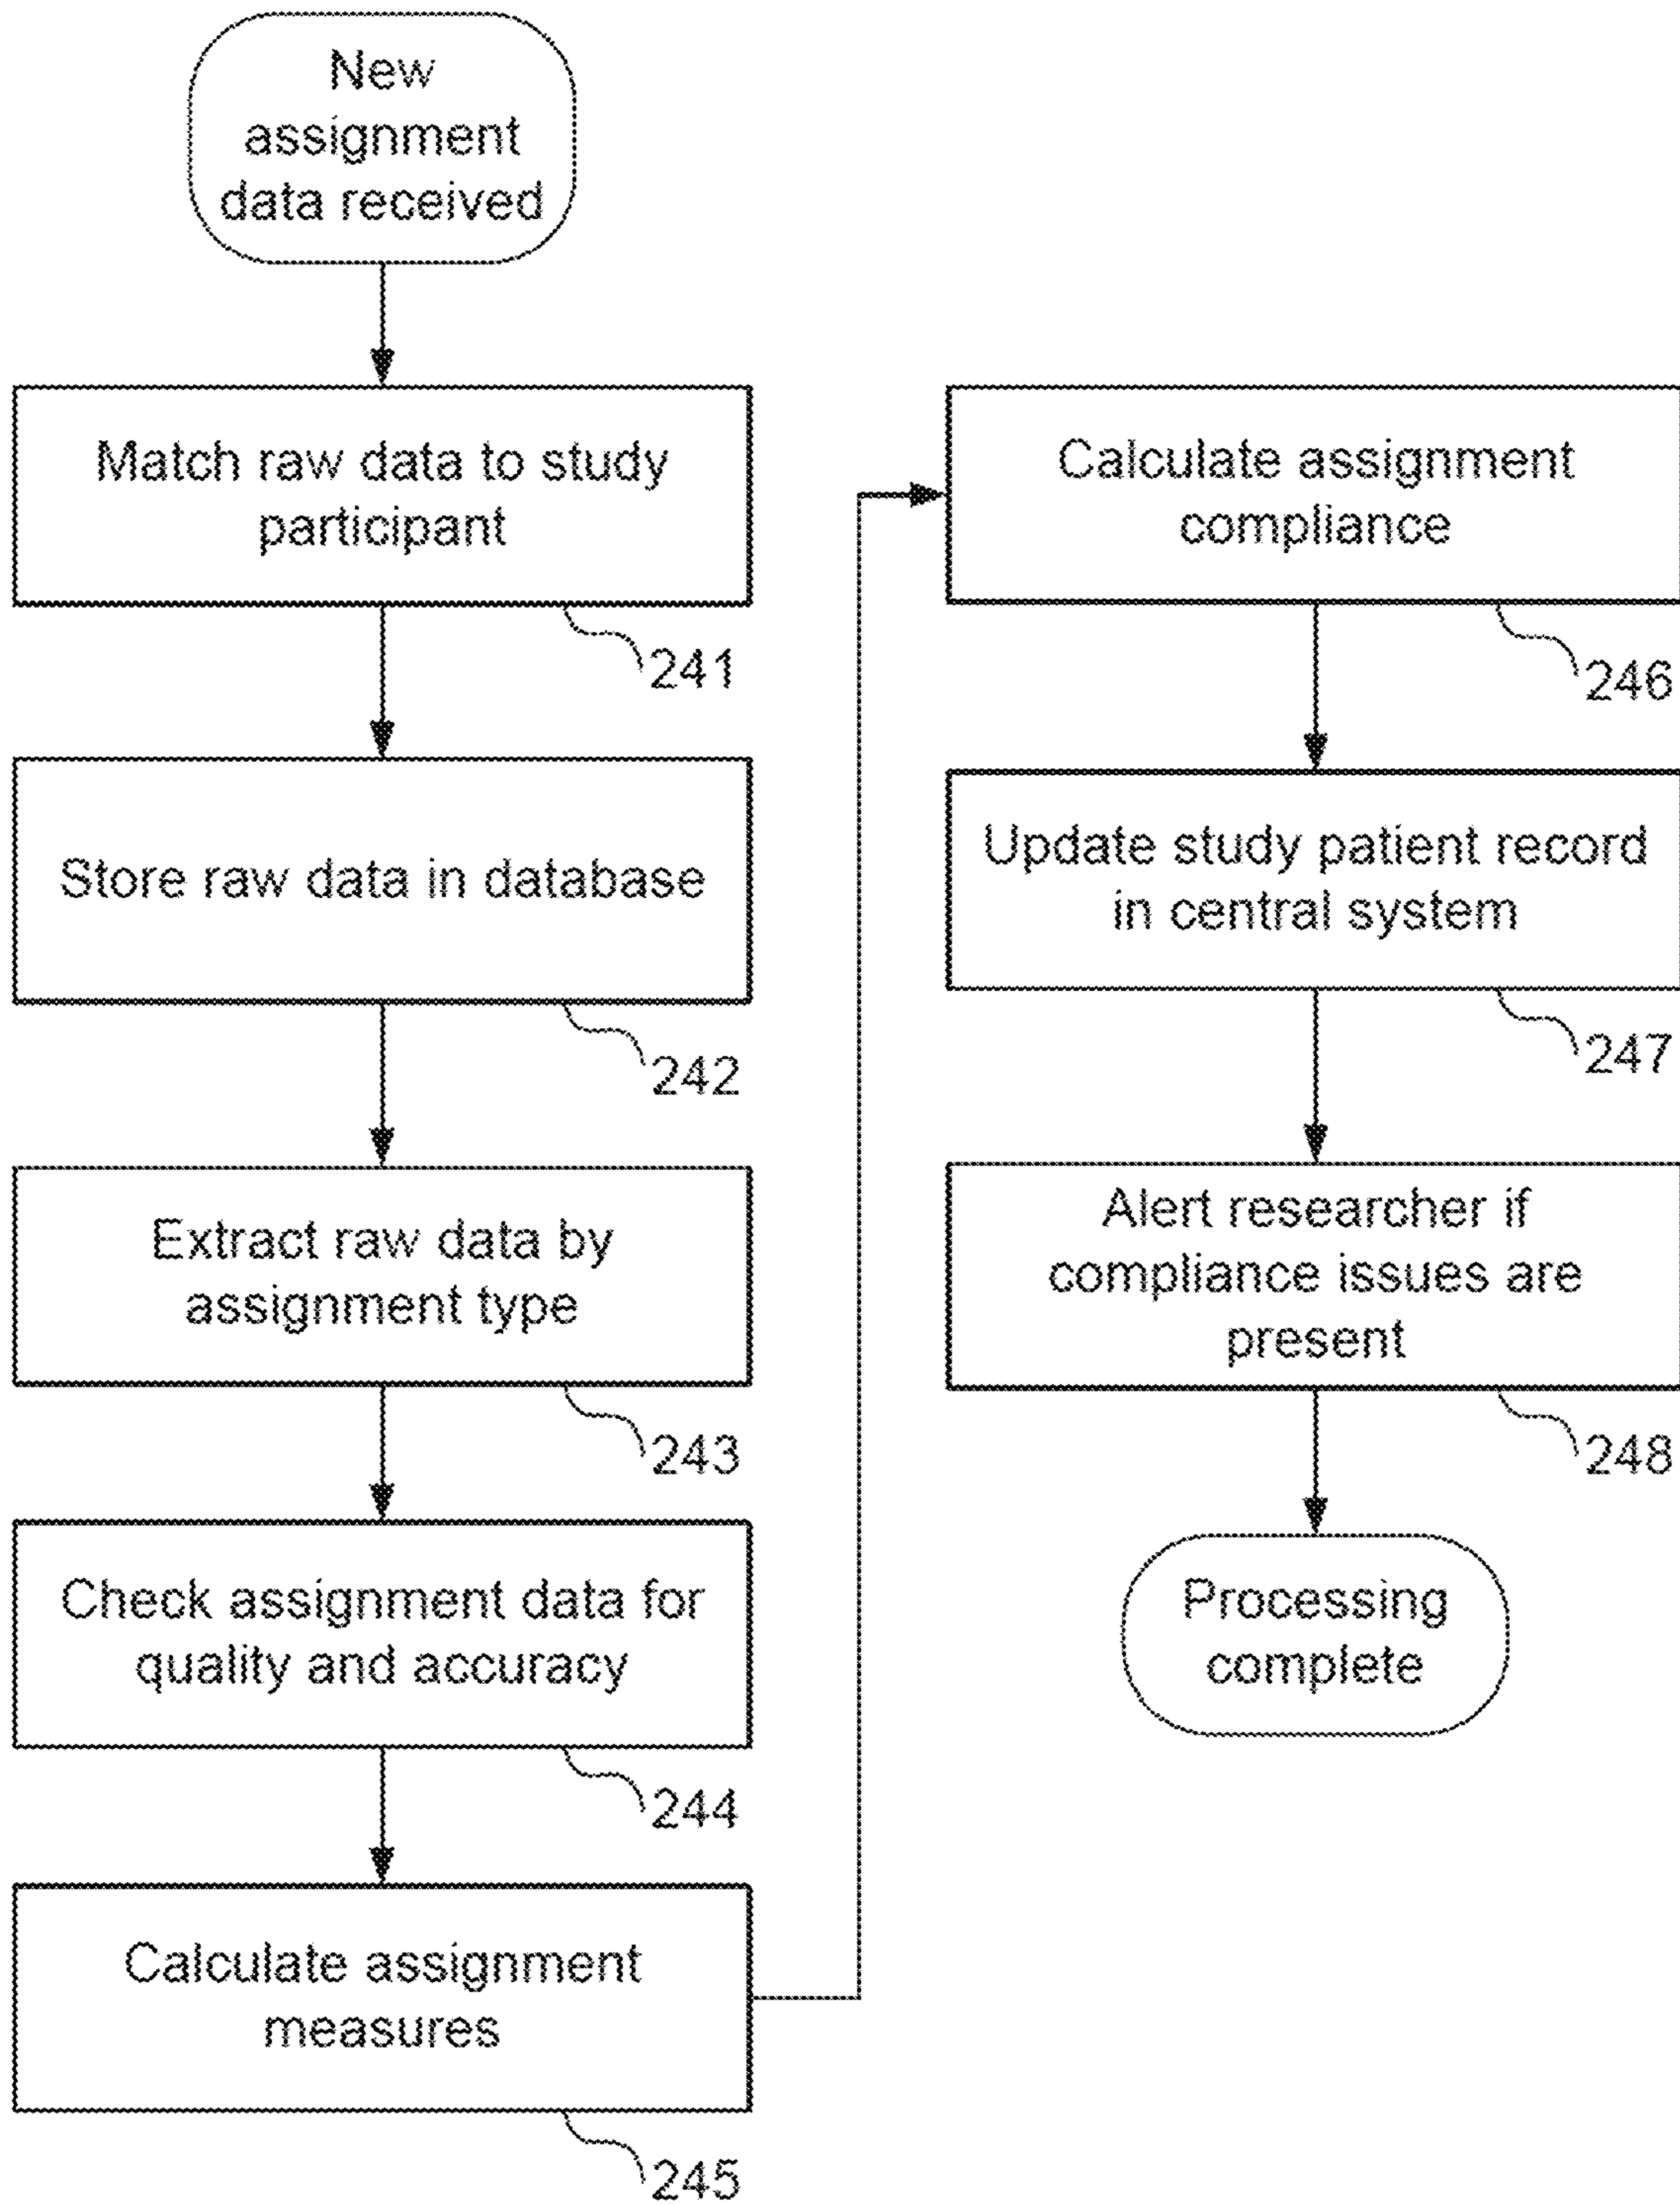 New
assignment
data received
Match raw data to study
participant
241
Store raw data in database
242
Extract raw data by
assignment type
243
Check assignment data for
quality and accuracy
244
Calculate assignment
measures
245
Calculate assignment
compliance
246
Update study patient record
in central system
247
Alert researcher if
compliance issues are
present
248
Processing
complete